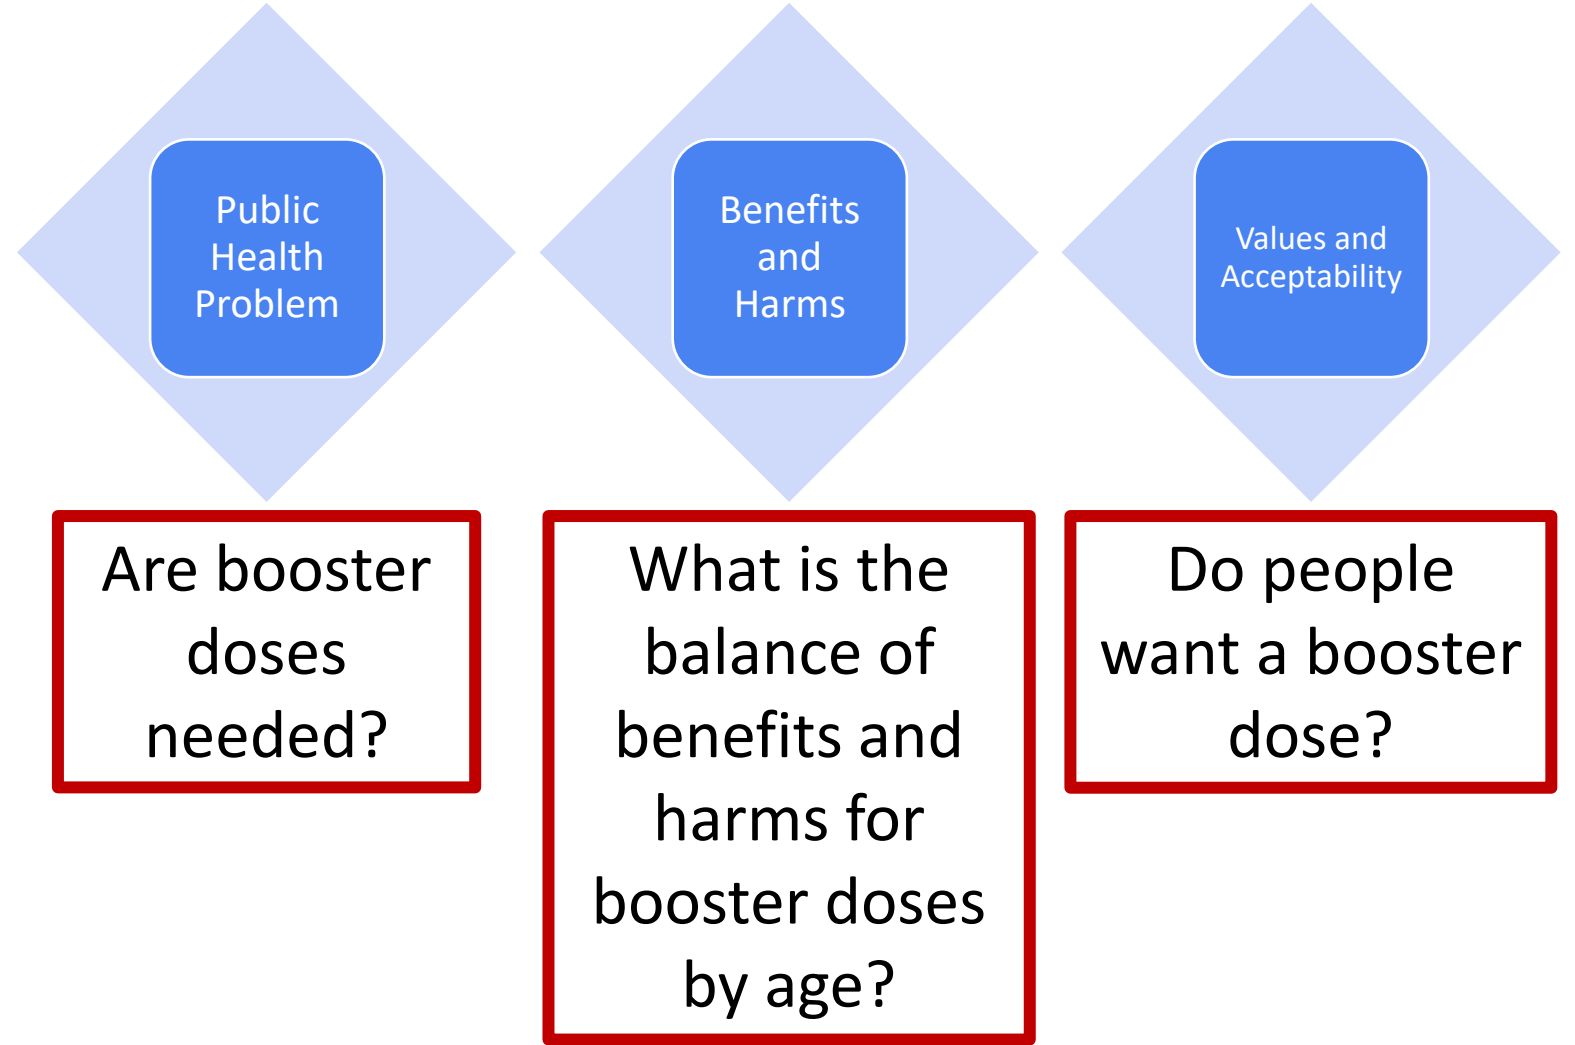 Public
Health
Problem
Are booster
doses
needed?
Benefits
and
Harms
What is the
balance of
benefits and
harms for
booster doses
by age?
Values and
Acceptability
Do people
want a booster
dose?